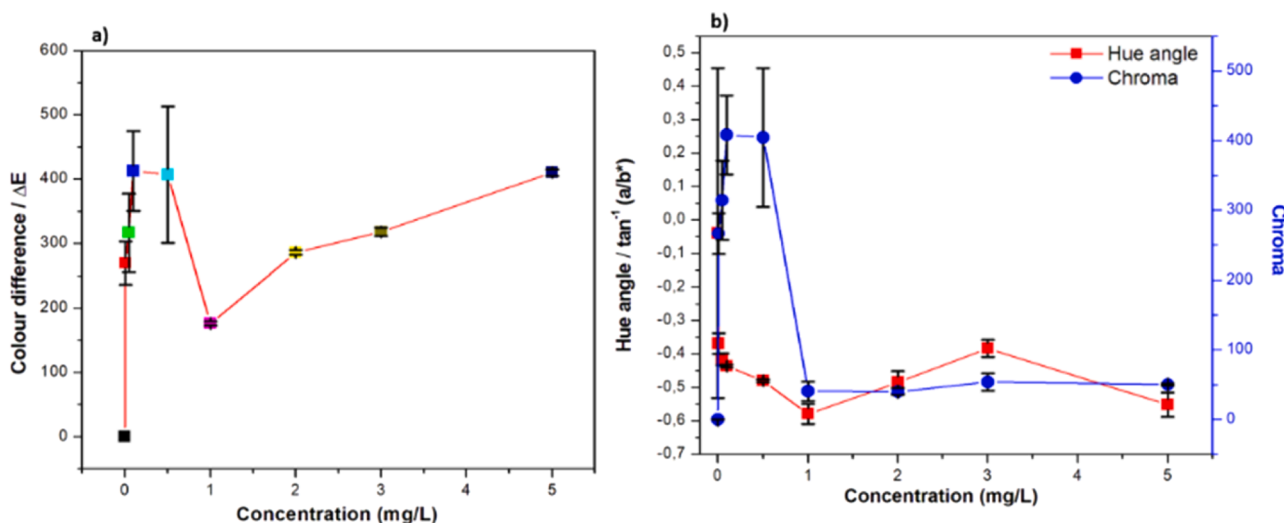 a)
600
500
400
300
200
100
0
Colour difference / ΔE
0 1 2 3 4 5
Concentration (mg/L)
b)
0,5
0,4
0,3
0,2
0,1
0,0
-0,1
-0,2
-0,3
-0,4
-0,5
-0,6
-0,7
Hue angle / tan⁻¹ (a/b*)
Hue angle
Chroma
500
400
300
200
100
0
Chroma
0 1 2 3 4 5
Concentration (mg/L)